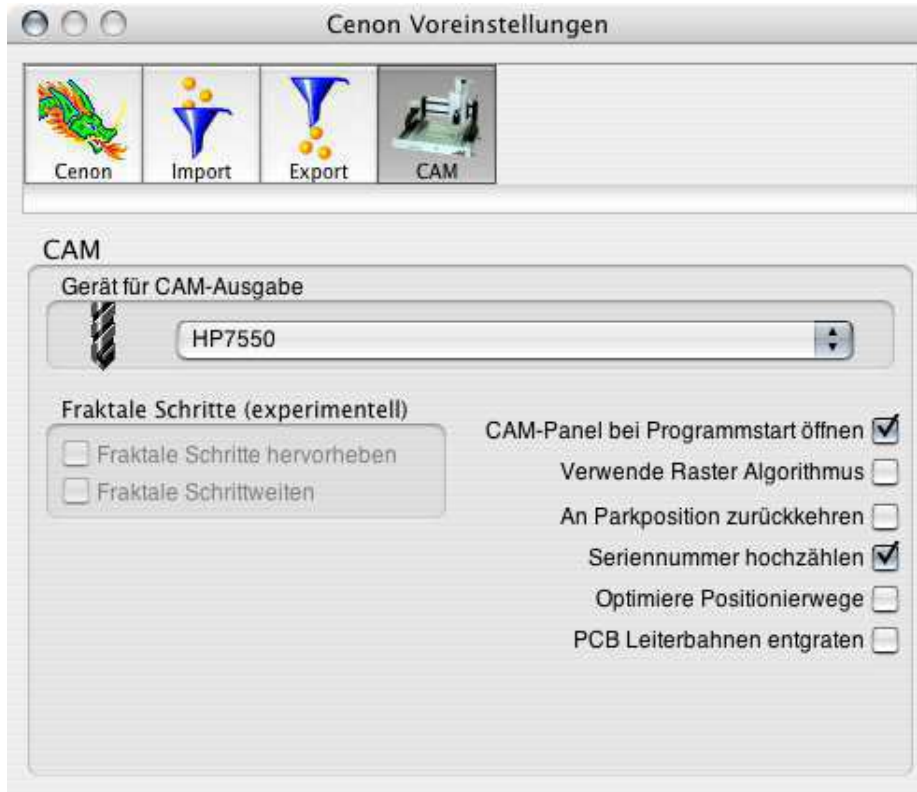 Cenon Voreinstellungen
Cenon Import Export CAM
CAM
Gerät für CAM-Ausgabe
HP7550
Fraktale Schritte (experimentell)
Fraktale Schritte hervorheben
Fraktale Schrittweiten
CAM-Panel bei Programmstart öffnen
Verwende Raster Algorithmus
An Parkposition zurückkehren
Seriennummer hochzählen
Optimiere Positionierwege
PCB Leiterbahnen entgraten